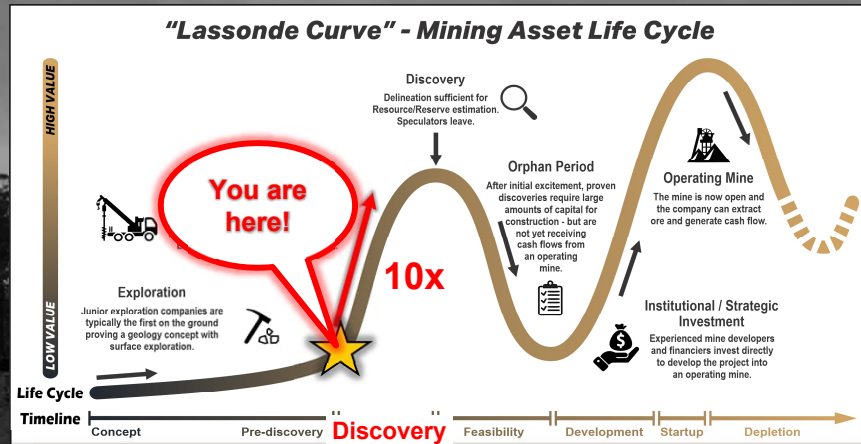 "Lassonde Curve" - Mining Asset Life Cycle
HIGH VALUE
LOW VALUE
Discovery
Delineation sufficient for
Resource/Reserve estimation.
Speculators leave.
You are
here!
10x
Orphan Period
After initial excitement, proven
discoveries require large
amounts of capital for
construction - but are
not yet receiving
cash flows from
an operating
mine.
Operating Mine
The mine is now open and
the company can extract
ore and generate cash flow.
Exploration
Junior exploration companies are
typically the first on the ground
proving a geology concept with
surface exploration.
Institutional / Strategic
Investment
Experienced mine developers
and financiers invest directly
to develop the project into
an operating mine.
Life Cycle
Timeline
Concept
Pre-discovery
Discovery
Feasibility
Development
Startup
Depletion